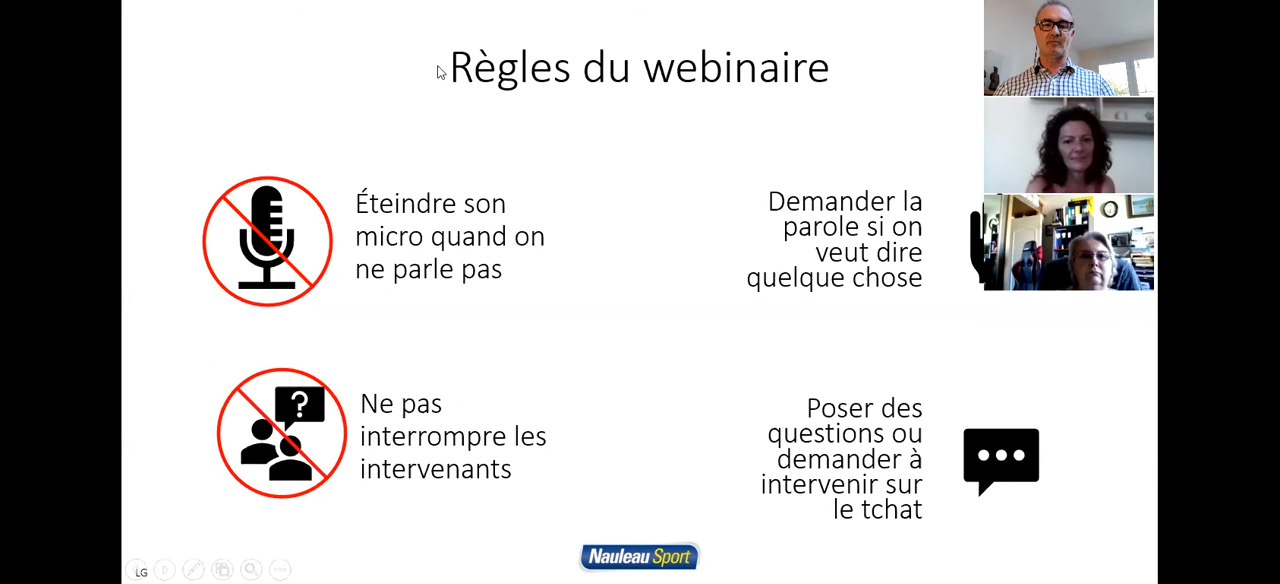 Règles du webinaire
Éteindre son
micro quand on
ne parle pas
Demander la
parole si on
veut dire
quelque chose
?
Ne pas
interrompre les
intervenants
Poser des
questions ou
demander à
intervenir sur
le tchat
Nauleau Sport
LG